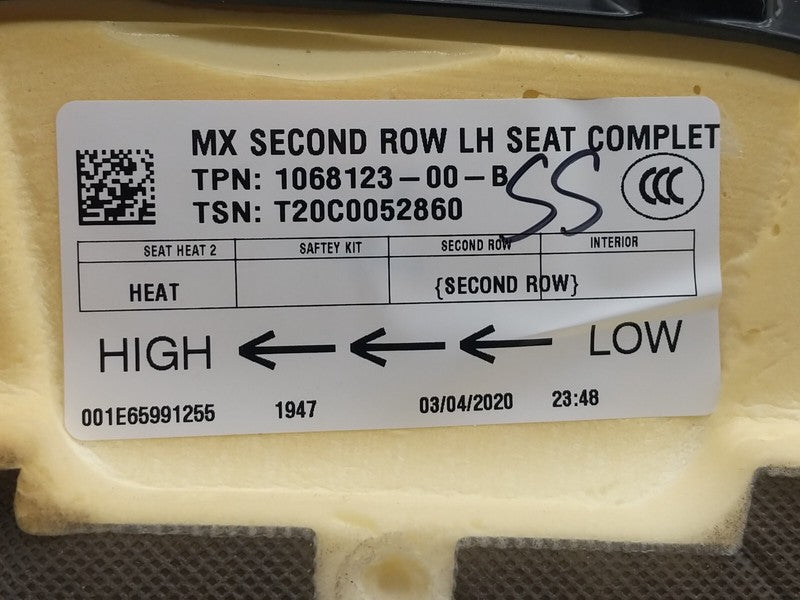 MX SECOND ROW LH SEAT COMPLET
TPN: 1068123-00-B
TSN: T20C0052860
SS
CCC
SEAT HEAT 2 SAFTEY KIT SECOND ROW INTERIOR
HEAT {SECOND ROW}
HIGH ← ← ← LOW
001E65991255 1947 03/04/2020 23:48